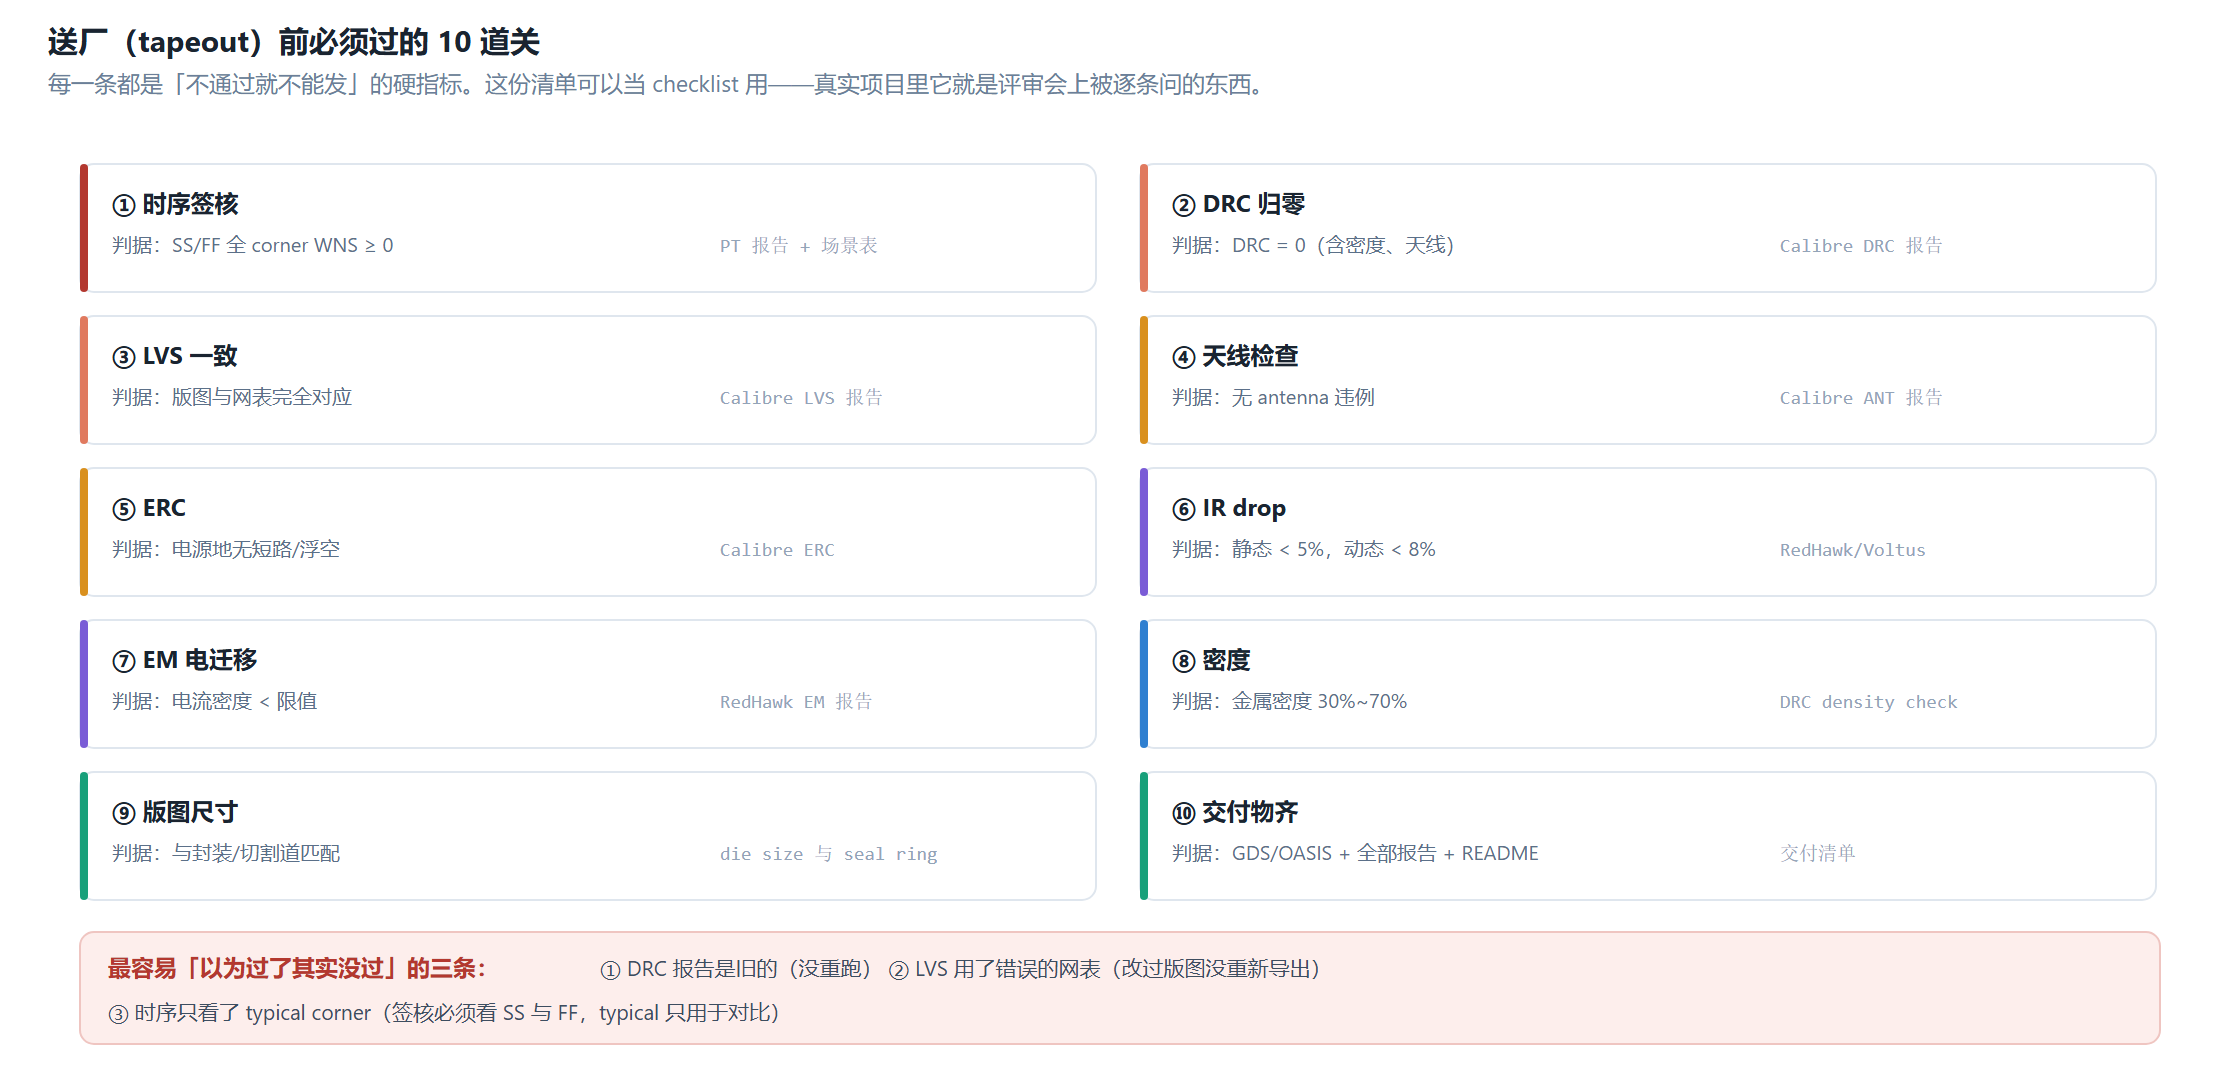 送厂（tapeout）前必须过的 10 道关
每一条都是「不通过就不能发」的硬指标。这份清单可以当 checklist 用——真实项目里它就是评审会上被逐条问的东西。
① 时序签核
判据：SS/FF 全 corner WNS ≥ 0
PT 报告 + 场景表
② DRC 归零
判据：DRC = 0（含密度、天线）
Calibre DRC 报告
③ LVS 一致
判据：版图与网表完全对应
Calibre LVS 报告
④ 天线检查
判据：无 antenna 违例
Calibre ANT 报告
⑤ ERC
判据：电源地无短路/浮空
Calibre ERC
⑥ IR drop
判据：静态 < 5%，动态 < 8%
RedHawk/Voltus
⑦ EM 电迁移
判据：电流密度 < 限值
RedHawk EM 报告
⑧ 密度
判据：金属密度 30%~70%
DRC density check
⑨ 版图尺寸
判据：与封装/切割道匹配
die size 与 seal ring
⑩ 交付物齐
判据：GDS/OASIS + 全部报告 + README
交付清单
最容易「以为过了其实没过」的三条： ① DRC 报告是旧的（没重跑） ② LVS 用了错误的网表（改过版图没重新导出）
③ 时序只看了 typical corner（签核必须看 SS 与 FF，typical 只用于对比）